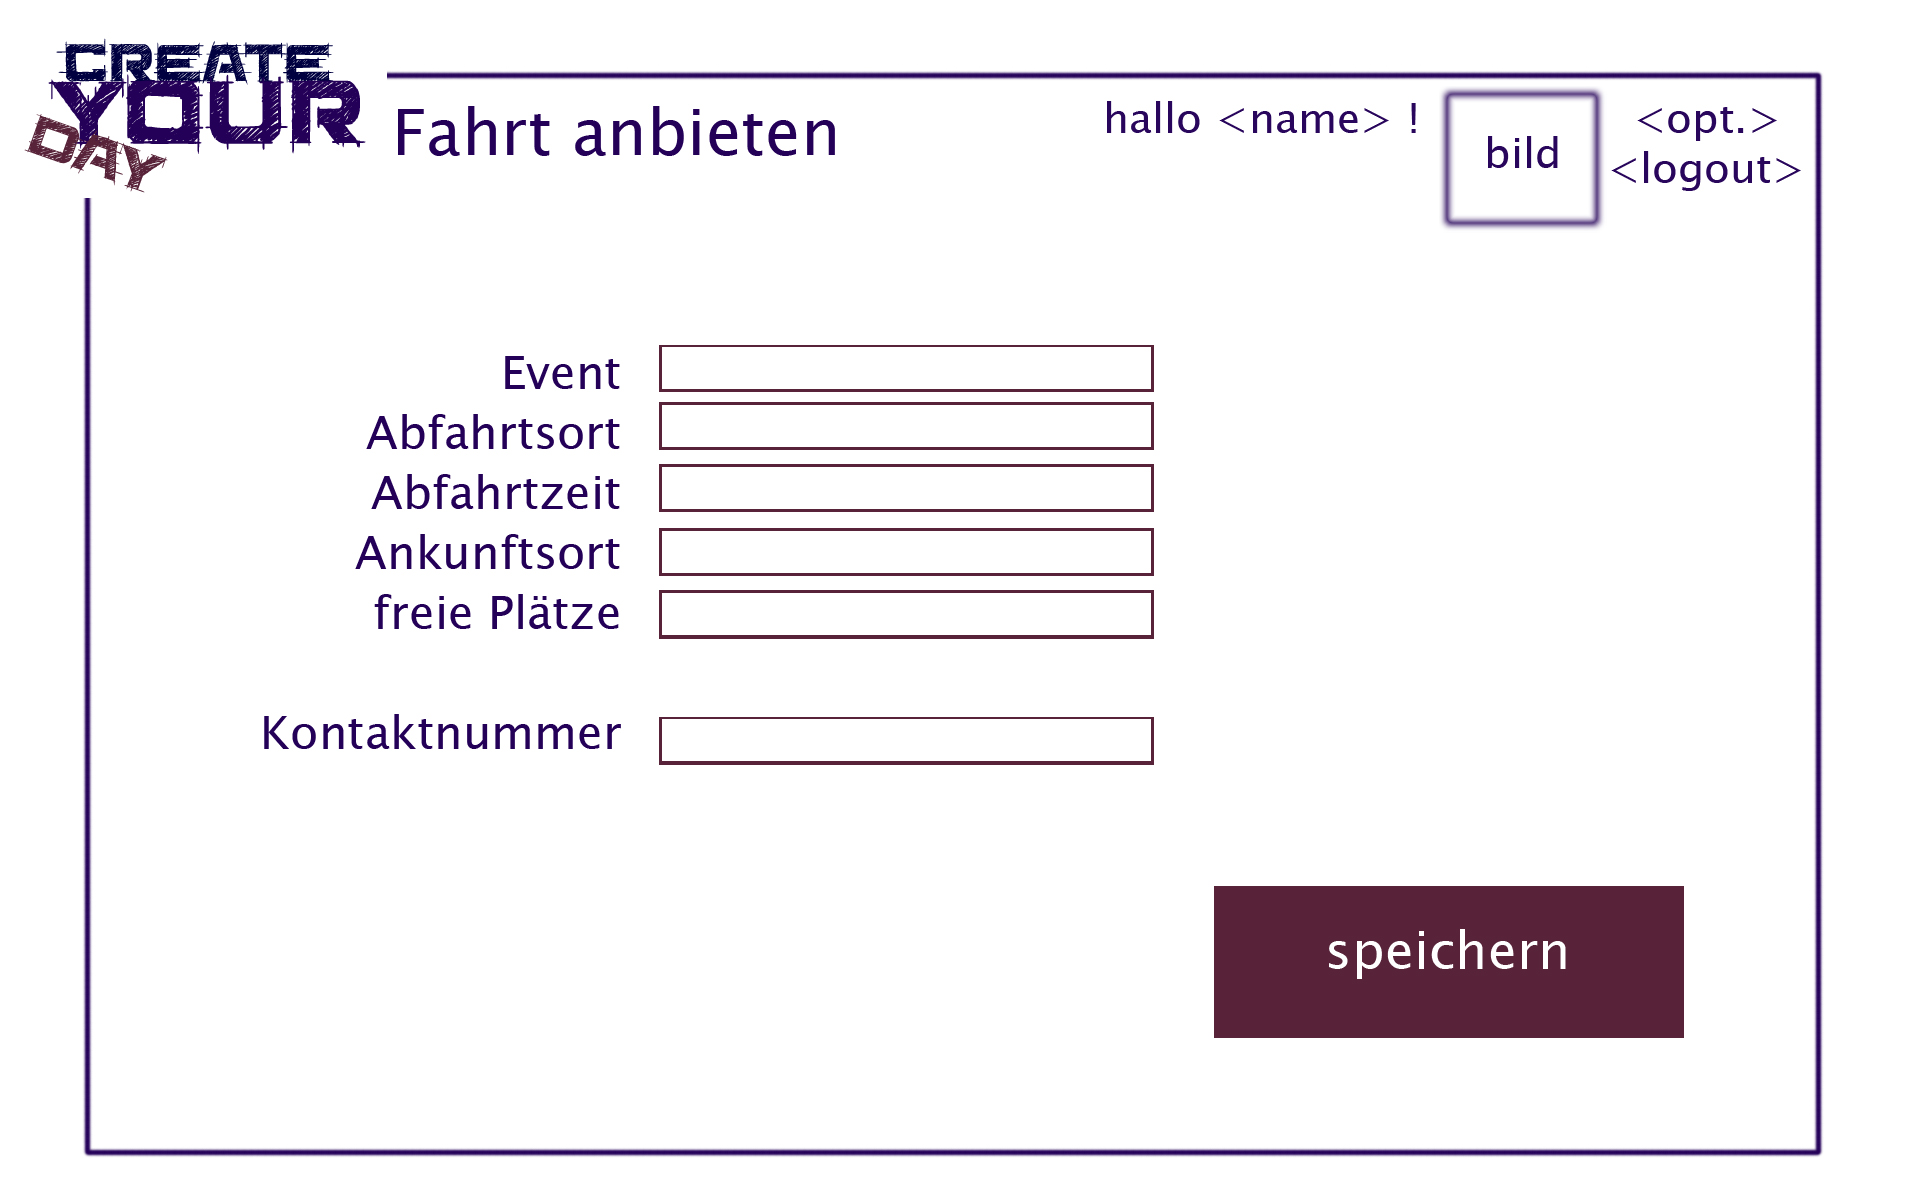 CREATE
YOUR
DAY
Fahrt anbieten
hallo <name> !
bild
<opt.>
<logout>
Event
Abfahrtsort
Abfahrtzeit
Ankunftsort
freie Plätze
Kontaktnummer
speichern